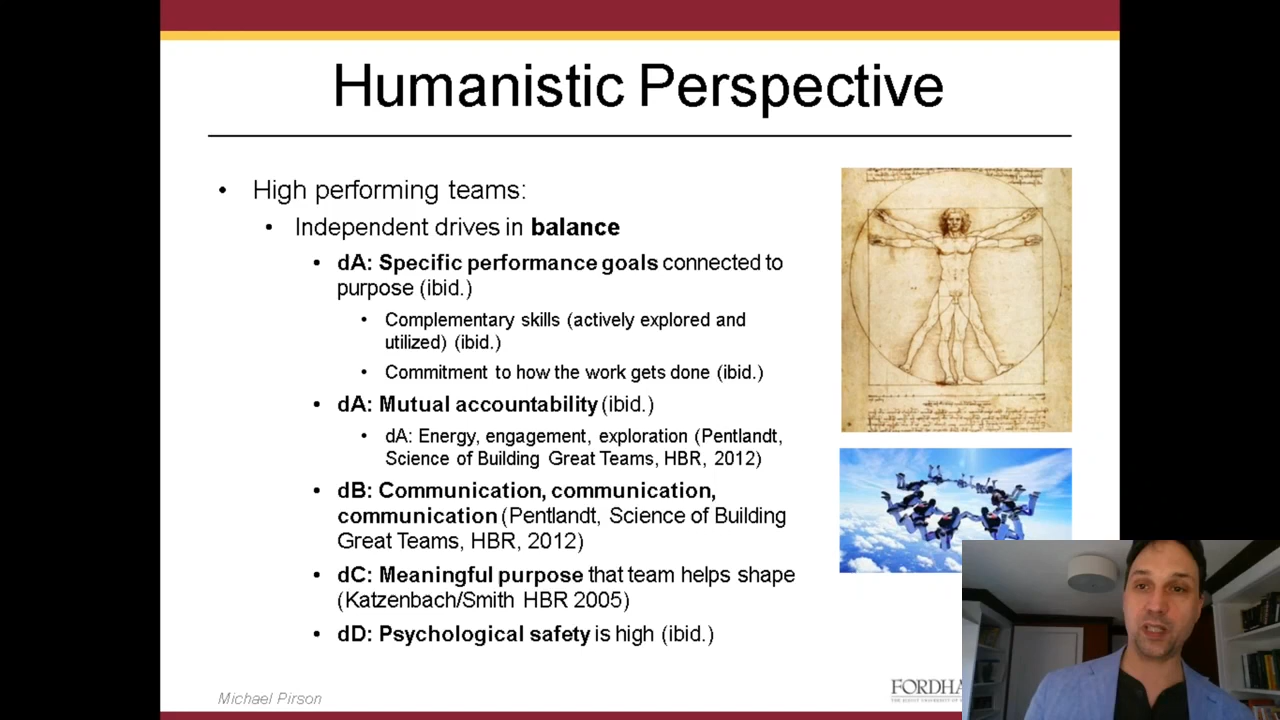 Humanistic Perspective
• High performing teams:
• Independent drives in balance
• dA: Specific performance goals connected to
purpose (ibid.)
• Complementary skills (actively explored and
utilized) (ibid.)
• Commitment to how the work gets done (ibid.)
• dA: Mutual accountability (ibid.)
• dA: Energy, engagement, exploration (Pentlandt,
Science of Building Great Teams, HBR, 2012)
• dB: Communication, communication,
communication (Pentlandt, Science of Building
Great Teams, HBR, 2012)
• dC: Meaningful purpose that team helps shape
(Katzenbach/Smith HBR 2005)
• dD: Psychological safety is high (ibid.)
Michael Pirson
FORDHA